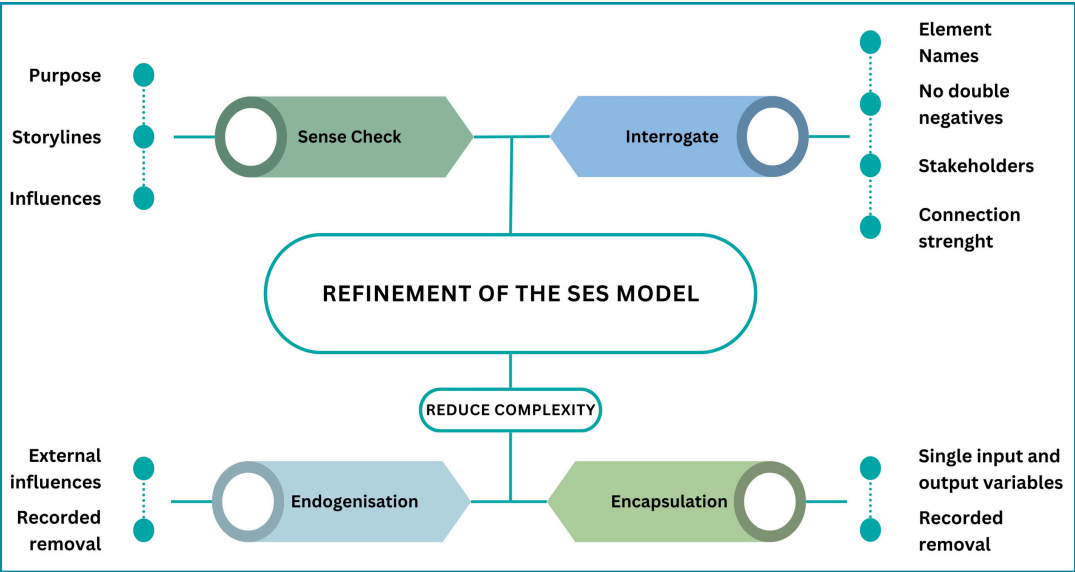 Purpose
Storylines
Influences
Sense Check
Interrogate
Element
Names
No double
negatives
Stakeholders
Connection
strenght
REFINEMENT OF THE SES MODEL
REDUCE COMPLEXITY
External
influences
Recorded
removal
Endogenisation
Encapsulation
Single input and
output variables
Recorded
removal